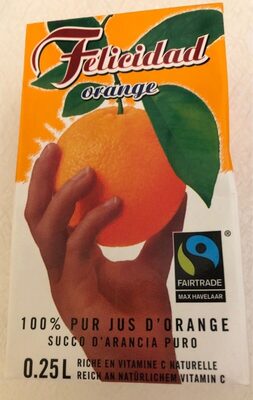 Felicidad
orange
®
FAIRTRADE
MAX HAVELAAR
100% PUR JUS D'ORANGE
SUCCO D'ARANCIA PURO
0.25L RICHE EN VITAMINE C NATURELLE
REICH AN NATÜRLICHEM VITAMIN C